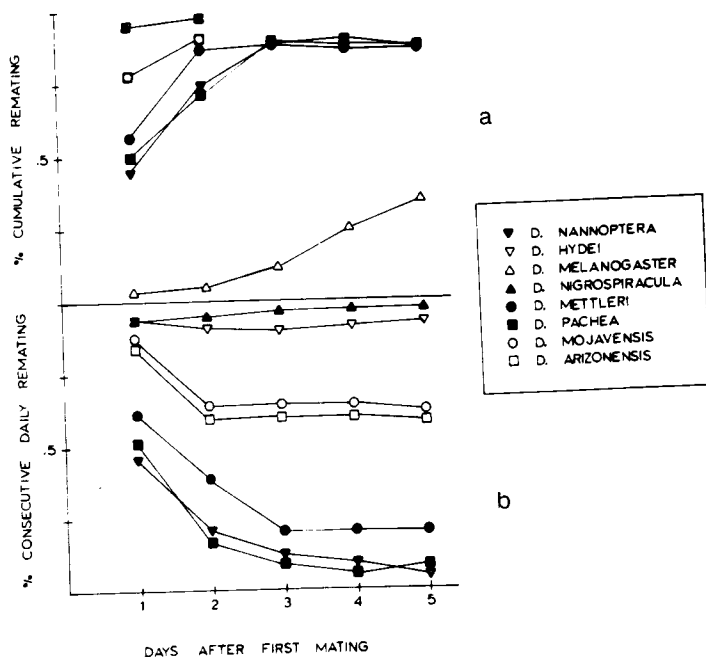 % CUMULATIVE REMATING
.5
a
D. NANNOPTERA
D. HYDEI
D. MELANOGASTER
D. NIGROSPIRACULA
D. METTLERI
D. PACHEA
D. MOJAVENSIS
D. ARIZONENSIS
% CONSECUTIVE DAILY REMATING
.5
b
1 2 3 4 5
DAYS AFTER FIRST MATING